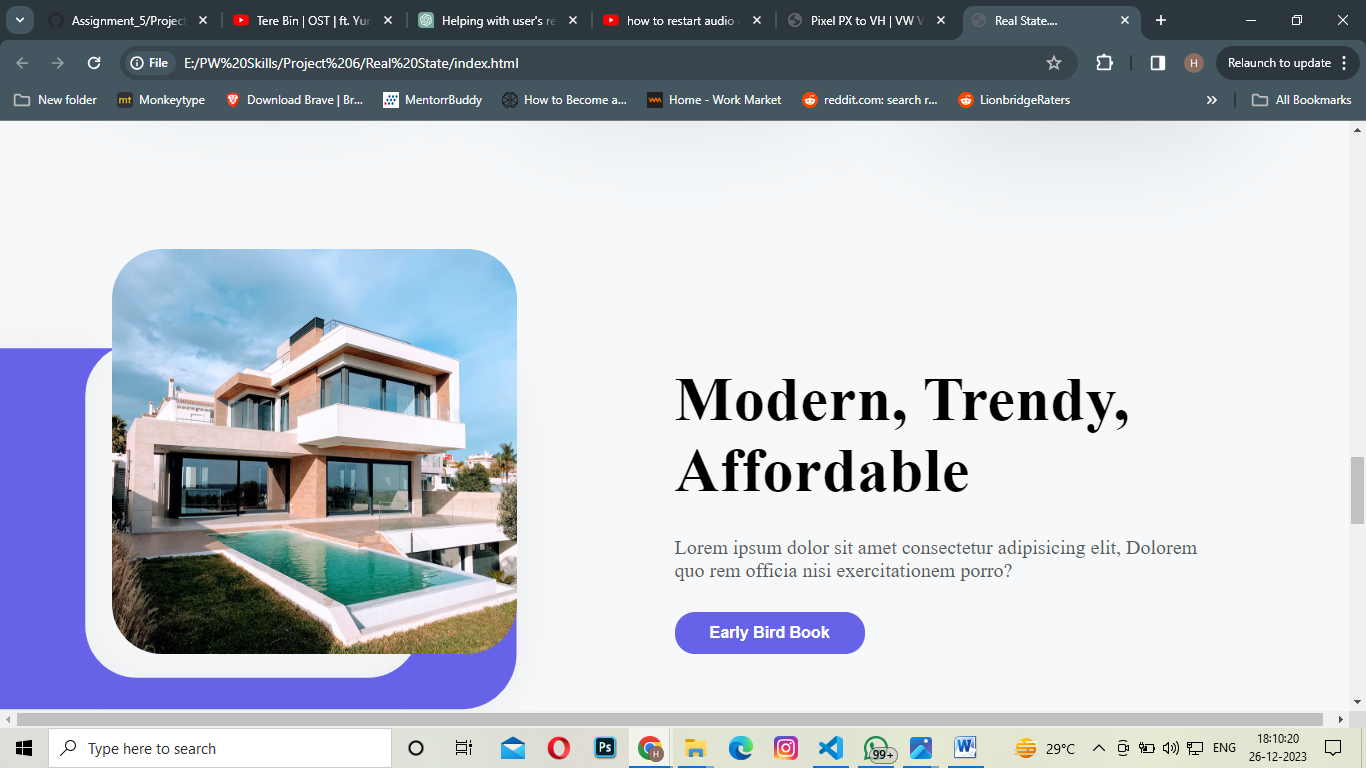 Assignment_5/Project
Tere Bin | OST | ft. Yum
Helping with user's re
how to restart audio
Pixel PX to VH | VW V
Real State....
File
E:/PW%20Skills/Project%206/Real%20State/index.html
H
Relaunch to update
New folder
mt
Monkeytype
Download Brave | Br...
MentorrBuddy
How to Become a...
Home - Work Market
reddit.com: search r...
LionbridgeRaters
All Bookmarks
Modern, Trendy,
Affordable
Lorem ipsum dolor sit amet consectetur adipisicing elit, Dolorem
quo rem officia nisi exercitationem porro?
Early Bird Book
Type here to search
Ps
H
99+
W
29°C
ENG
18:10:20
26-12-2023